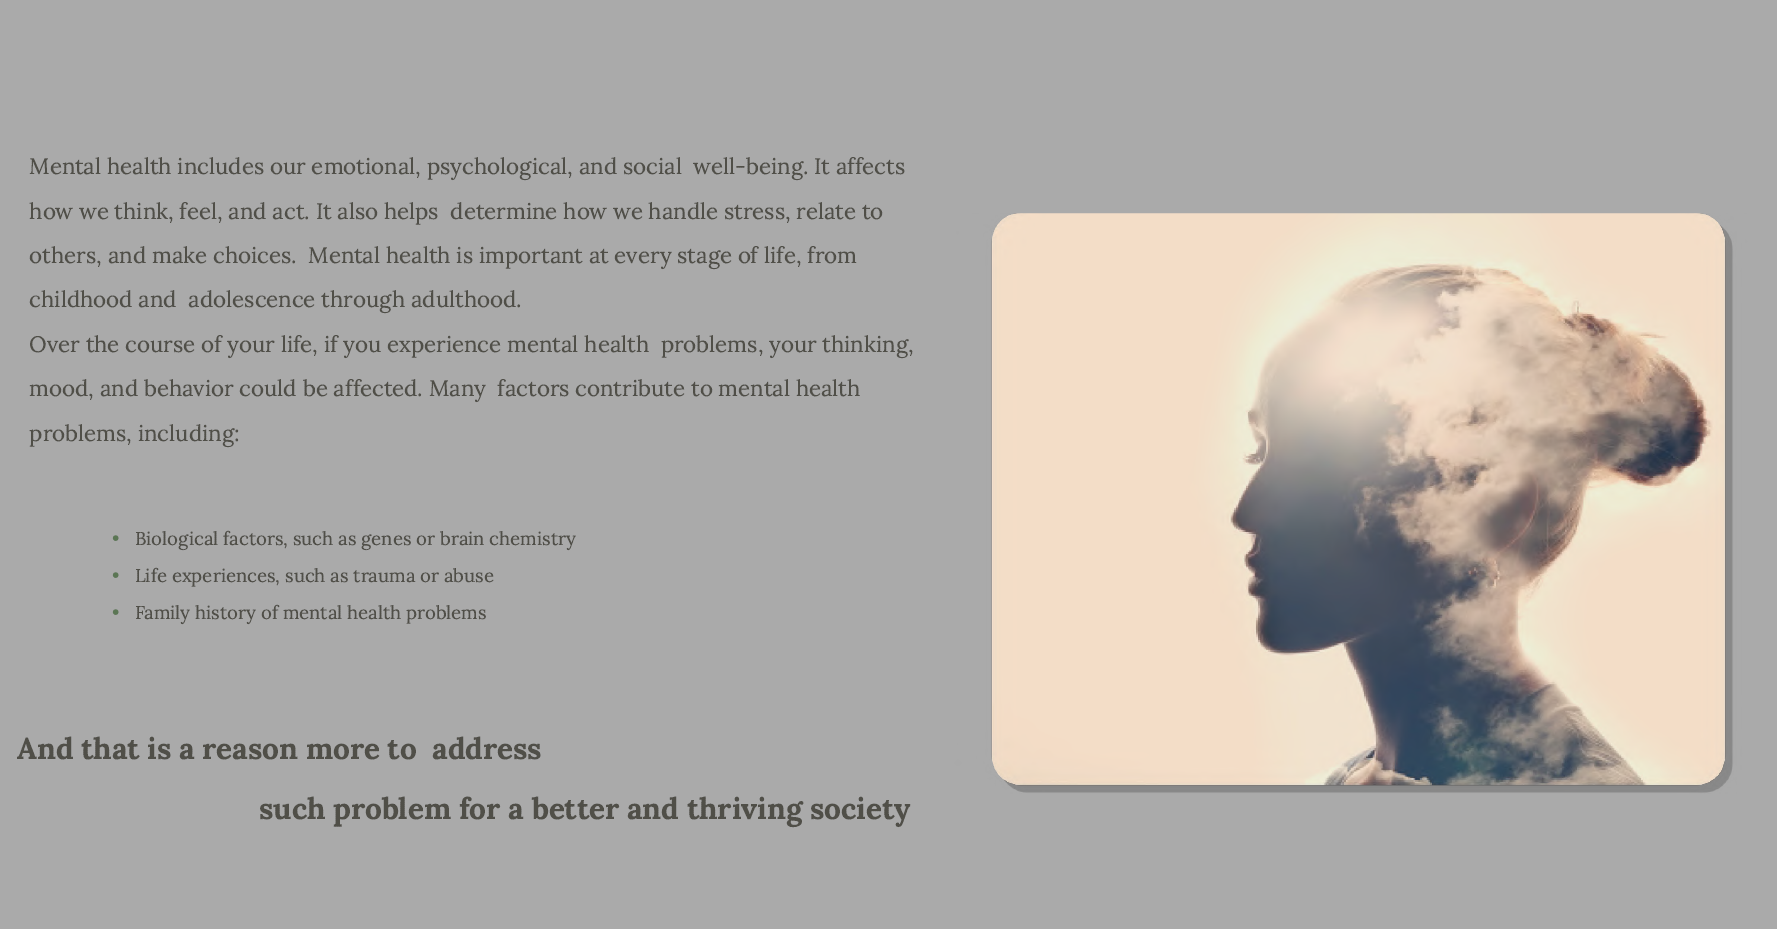 Mental health includes our emotional, psychological, and social  well-being. It affects
how we think, feel, and act. It also helps  determine how we handle stress, relate to
others, and make choices.  Mental health is important at every stage of life, from
childhood and  adolescence through adulthood.
Over the course of your life, if you experience mental health  problems, your thinking,
mood, and behavior could be affected. Many  factors contribute to mental health
problems, including:
• Biological factors, such as genes or brain chemistry
• Life experiences, such as trauma or abuse
• Family history of mental health problems
And that is a reason more to  address
such problem for a better and thriving society